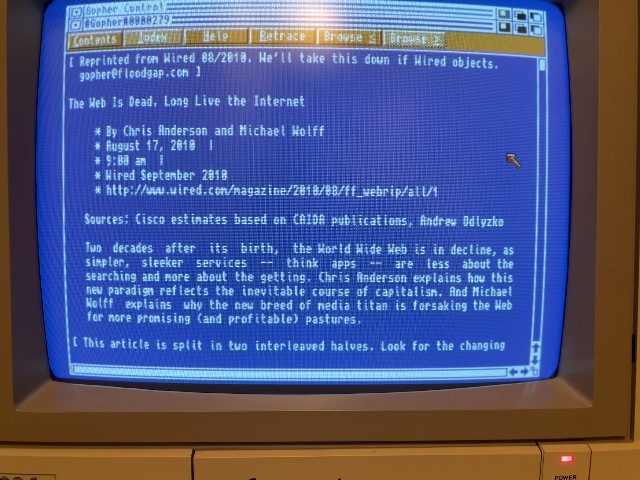 Gopher Control
#Gopher#0000279
Contents Index Help Retrace Browse < Browse >
[ Reprinted from Wired 08/2010. We'll take this down if Wired objects.
gopher@floodgap.com ]
The Web Is Dead. Long Live the Internet
* By Chris Anderson and Michael Wolff
* August 17, 2010 |
* 9:00 am |
* Wired September 2010
* http://www.wired.com/magazine/2010/08/ff_webrip/all/1
Sources: Cisco estimates based on CAIDA publications, Andrew Odlyzko
Two decades after its birth, the World Wide Web is in decline, as
simpler, sleeker services -- think apps -- are less about the
searching and more about the getting. Chris Anderson explains how this
new paradigm reflects the inevitable course of capitalism. And Michael
Wolff explains why the new breed of media titan is forsaking the Web
for more promising (and profitable) pastures.
[ This article is split in two interleaved halves. Look for the changing
POWER